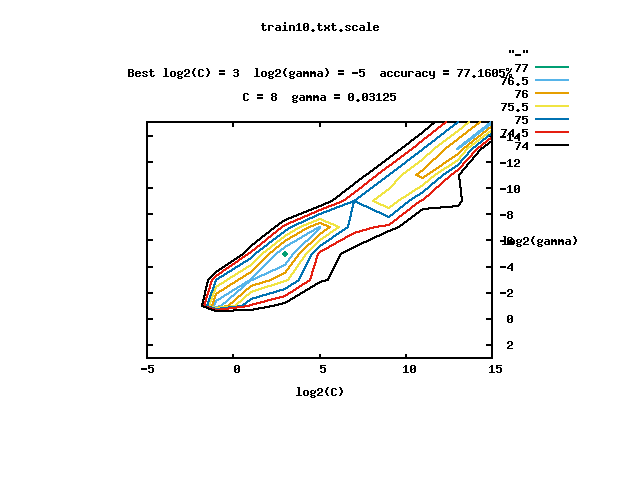 train10.txt.scale
"-"
Best log2(C) = 3  log2(gamma) = -5  accuracy = 77.1605%
77
76.5
C = 8  gamma = 0.03125
76
75.5
75
74.5
-14
74
-12
-10
-8
-6
log2(gamma)
-4
-2
0
2
-5 0 5 10 15
log2(C)